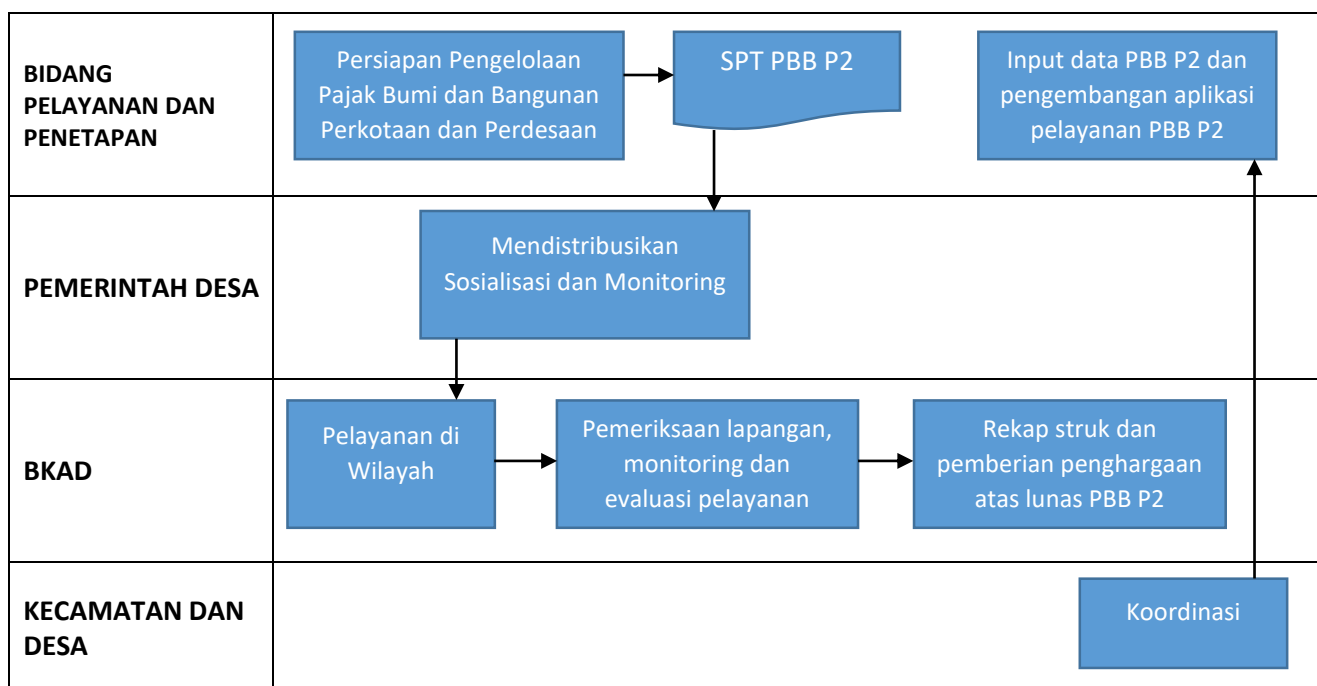 BIDANG
PELAYANAN DAN
PENETAPAN
Persiapan Pengelolaan
Pajak Bumi dan Bangunan
Perkotaan dan Perdesaan
SPT PBB P2
Input data PBB P2 dan
pengembangan aplikasi
pelayanan PBB P2
PEMERINTAH DESA
Mendistribusikan
Sosialisasi dan Monitoring
BKAD
Pelayanan di
Wilayah
Pemeriksaan lapangan,
monitoring dan
evaluasi pelayanan
Rekap struk dan
pemberian penghargaan
atas lunas PBB P2
KECAMATAN DAN
DESA
Koordinasi